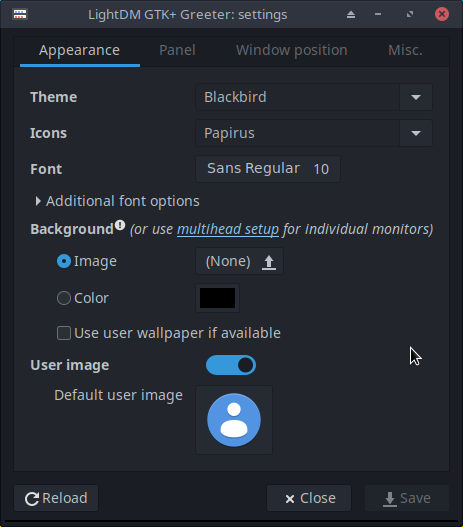 LightDM GTK+ Greeter: settings
Appearance Panel Window position Misc.
Theme Blackbird
Icons Papirus
Font Sans Regular 10
Additional font options
Background (or use multihead setup for individual monitors)
Image (None)
Color
Use user wallpaper if available
User image
Default user image
Reload Close Save